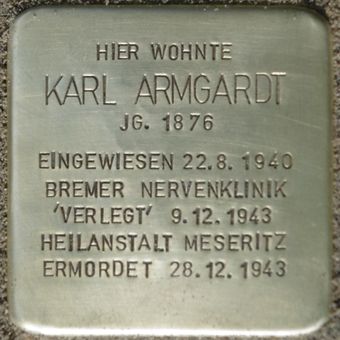 HIER WOHNTE
KARL ARMGARDT
JG. 1876
EINGEWIESEN 22.8.1940
BREMER NERVENKLINIK
'VERLEGT' 9.12.1943
HEILANSTALT MESERITZ
ERMORDET 28.12.1943